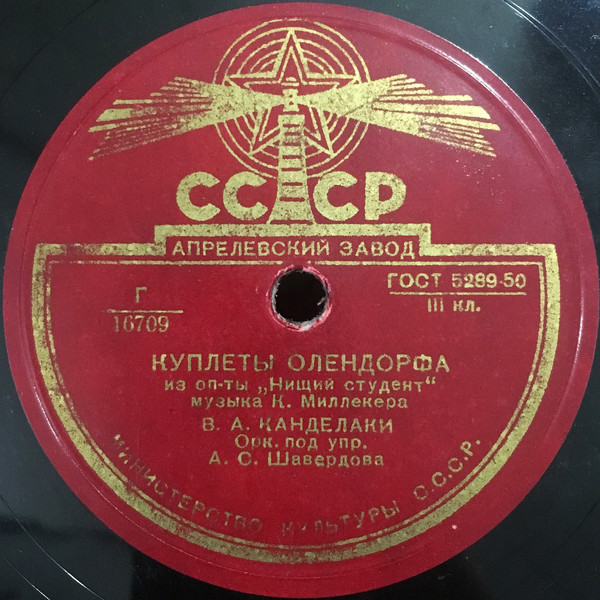 СССР
АПРЕЛЕВСКИЙ ЗАВОД
ГОСТ 5289-50
III кл.
Г
16709
КУПЛЕТЫ ОЛЕНДОРФА
из оп-ты „Нищий студент“
музыка К. Миллекера
В. А. КАНДЕЛАКИ
Орк. под упр.
А. С. Шавердова
МИНИСТЕРСТВО КУЛЬТУРЫ С.С.С.Р.